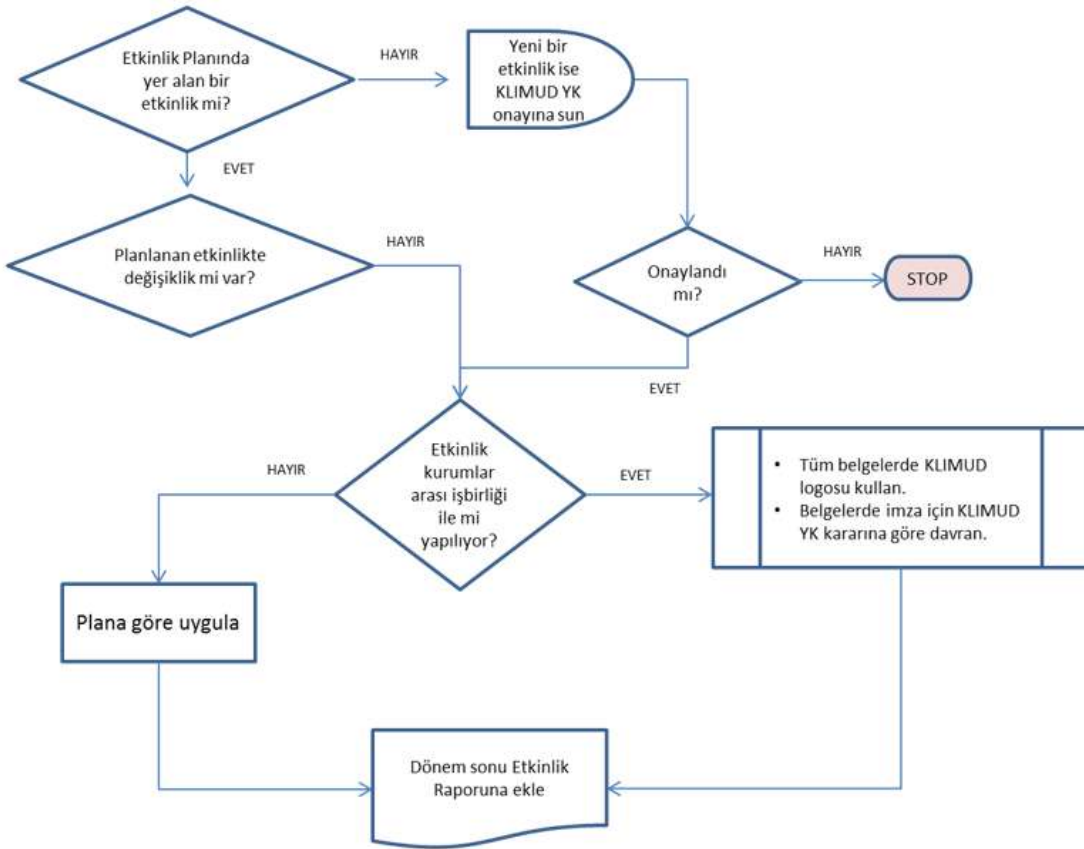 Etkinlik Planında
yer alan bir
etkinlik mi?
HAYIR
Yeni bir
etkinlik ise
KLIMUD YK
onayına sun
EVET
Planlanan etkinlikte
değişiklik mi var?
HAYIR
Onaylandı
mı?
HAYIR
STOP
EVET
Etkinlik
kurumlar
arası işbirliği
ile mi
yapılıyor?
HAYIR
EVET
• Tüm belgelerde KLIMUD
logosu kullan.
• Belgelerde imza için KLIMUD
YK kararına göre davran.
Plana göre uygula
Dönem sonu Etkinlik
Raporuna ekle